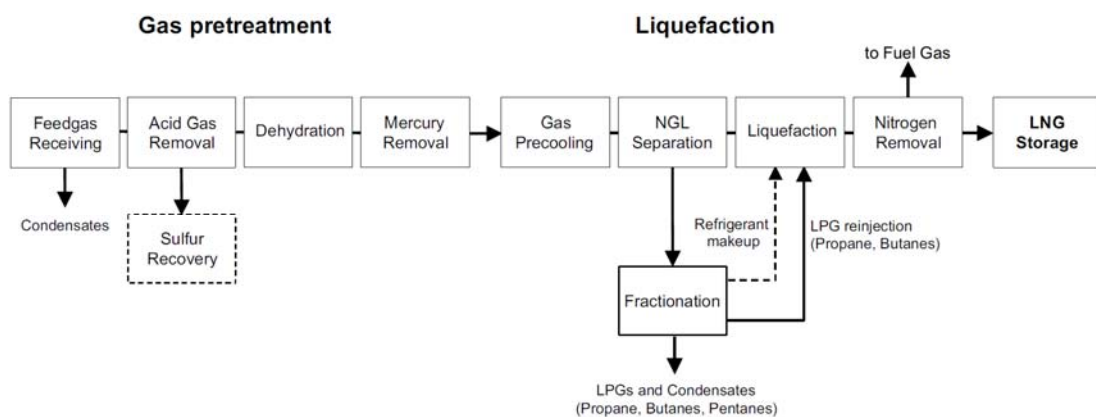 Gas pretreatment
Liquefaction
to Fuel Gas
Feedgas
Receiving
Acid Gas
Removal
Dehydration
Mercury
Removal
Gas
Precooling
NGL
Separation
Liquefaction
Nitrogen
Removal
LNG
Storage
Condensates
Sulfur
Recovery
Refrigerant
makeup
LPG reinjection
(Propane, Butanes)
Fractionation
LPGs and Condensates
(Propane, Butanes, Pentanes)